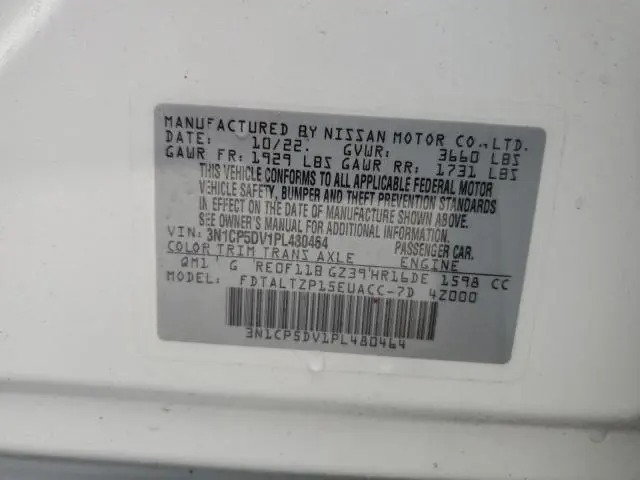 MANUFACTURED BY NISSAN MOTOR CO.,LTD.
DATE: 10/22. GVWR: 3660 LBS
GAWR FR: 1929 LBS GAWR RR: 1731 LBS
THIS VEHICLE CONFORMS TO ALL APPLICABLE FEDERAL MOTOR
VEHICLE SAFETY, BUMPER AND THEFT PREVENTION STANDARDS
IN EFFECT ON THE DATE OF MANUFACTURE SHOWN ABOVE.
SEE OWNER'S MANUAL FOR ADDITIONAL INFORMATION.
VIN: 3N1CP5DV1PL480464 PASSENGER CAR.
COLOR TRIM TRANS AXLE ENGINE
QM1 G RE0F11B GZ39 HR16DE 1598 CC
MODEL: FDTALTZP15EUACC-7D 4Z000
3N1CP5DV1PL480464